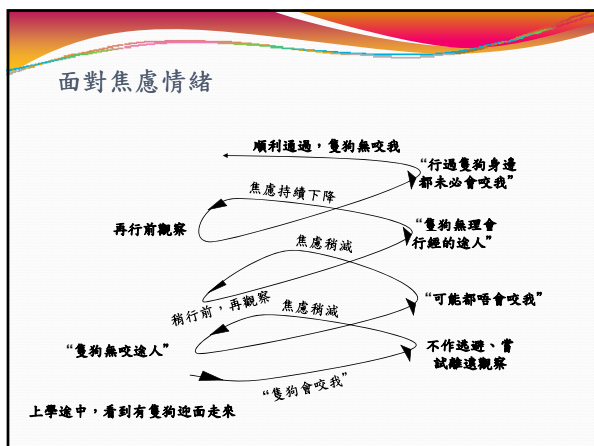 面對焦慮情緒
順利通過，隻狗無咬我
“行過隻狗身邊
都未必會咬我”
焦慮持續下降
再行前觀察
“隻狗無理會
行經的途人”
焦慮稍減
稍行前，再觀察
“可能都唔會咬我”
焦慮稍減
“隻狗無咬途人”
不作逃避、嘗
試離遠觀察
“隻狗會咬我”
上學途中，看到有隻狗迎面走來